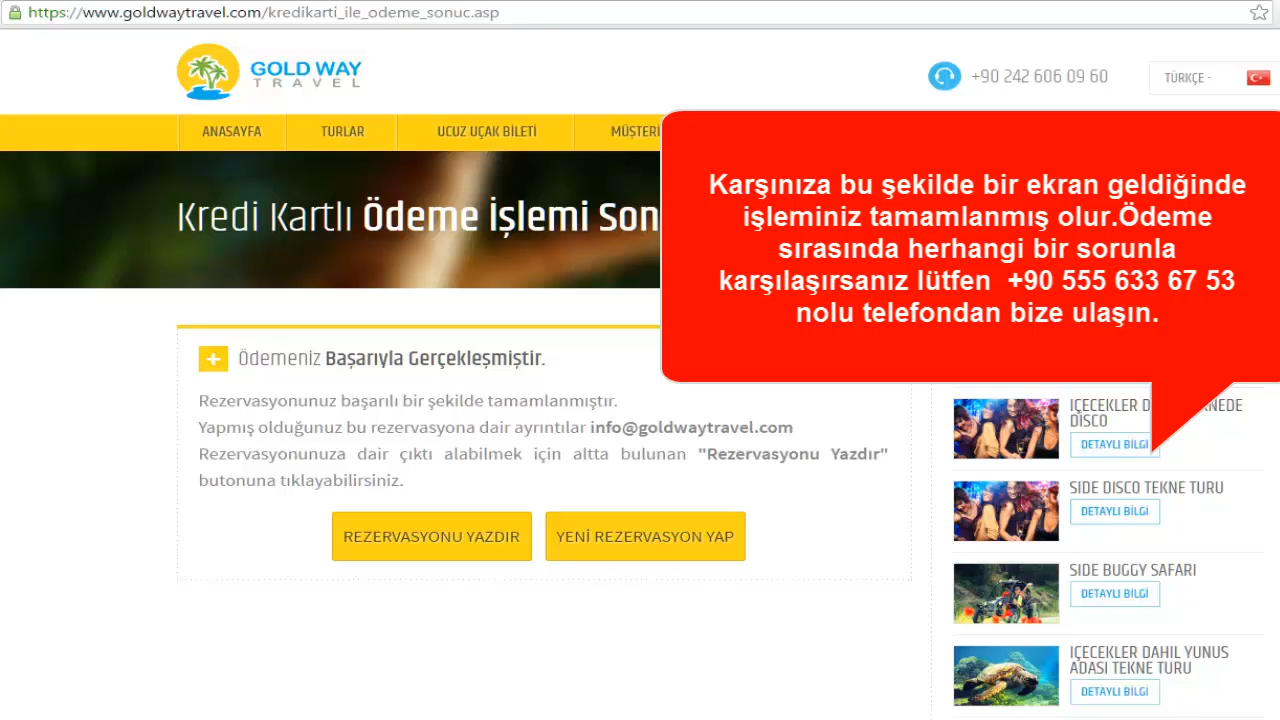 https://www.goldwaytravel.com/kredikarti_ile_odeme_sonuc.asp
GOLD WAY
TRAVEL
+90 242 606 09 60
TÜRKÇE -
ANASAYFA
TURLAR
UCUZ UÇAK BİLETİ
MÜŞTERİ
Kredi Kartlı Ödeme İşlemi Son
Karşınıza bu şekilde bir ekran geldiğinde
işleminiz tamamlanmış olur.Ödeme
sırasında herhangi bir sorunla
karşılaşırsanız lütfen +90 555 633 67 53
nolu telefondan bize ulaşın.
Ödemeniz Başarıyla Gerçekleşmiştir.
Rezervasyonunuz başarılı bir şekilde tamamlanmıştır.
Yapmış olduğunuz bu rezervasyona dair ayrıntılar info@goldwaytravel.com
Rezervasyonunuza dair çıktı alabilmek için altta bulunan "Rezervasyonu Yazdır"
butonuna tıklayabilirsiniz.
REZERVASYONU YAZDIR
YENİ REZERVASYON YAP
IÇECEKLER
DISCO
DETAYLI BİLGİ
SIDE DISCO TEKNE TURU
DETAYLI BİLGİ
SIDE BUGGY SAFARI
DETAYLI BİLGİ
IÇECEKLER DAHIL YUNUS
ADASI TEKNE TURU
DETAYLI BİLGİ